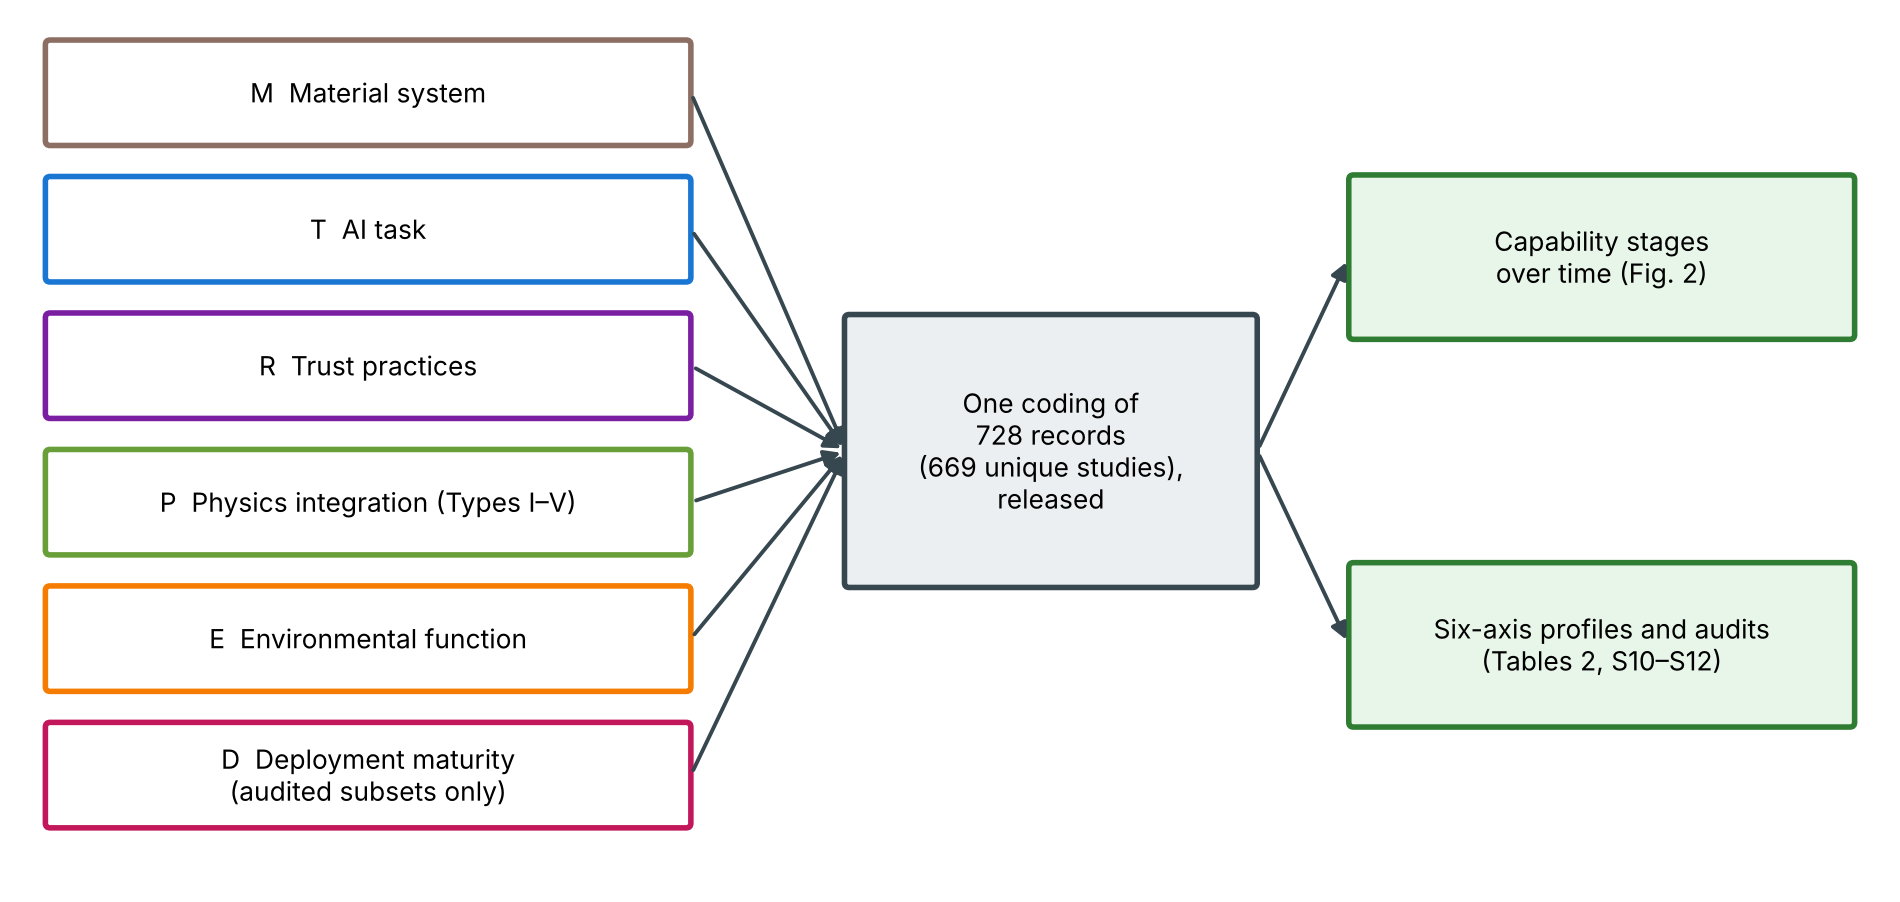 M  Material system
T  AI task
R  Trust practices
P  Physics integration (Types I–V)
E  Environmental function
D  Deployment maturity
(audited subsets only)
One coding of
728 records
(669 unique studies),
released
Capability stages
over time (Fig. 2)
Six-axis profiles and audits
(Tables 2, S10–S12)